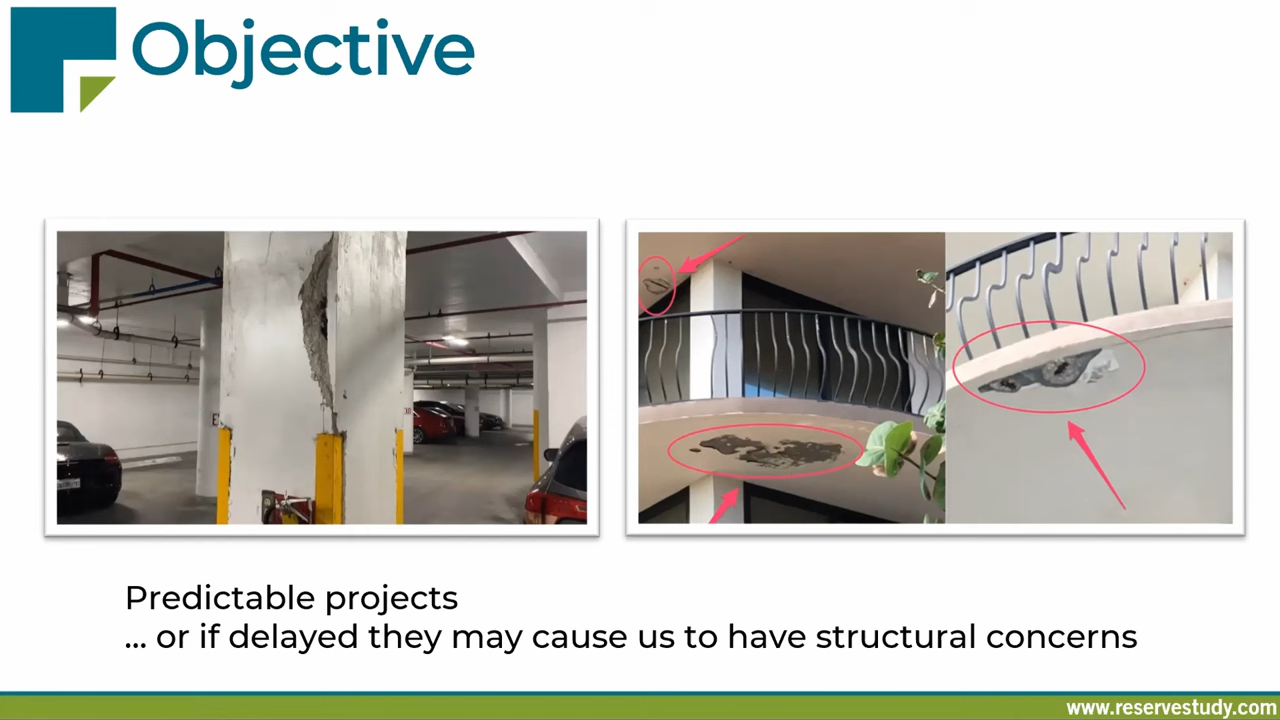 Objective
Predictable projects
... or if delayed they may cause us to have structural concerns
www.reservestudy.com